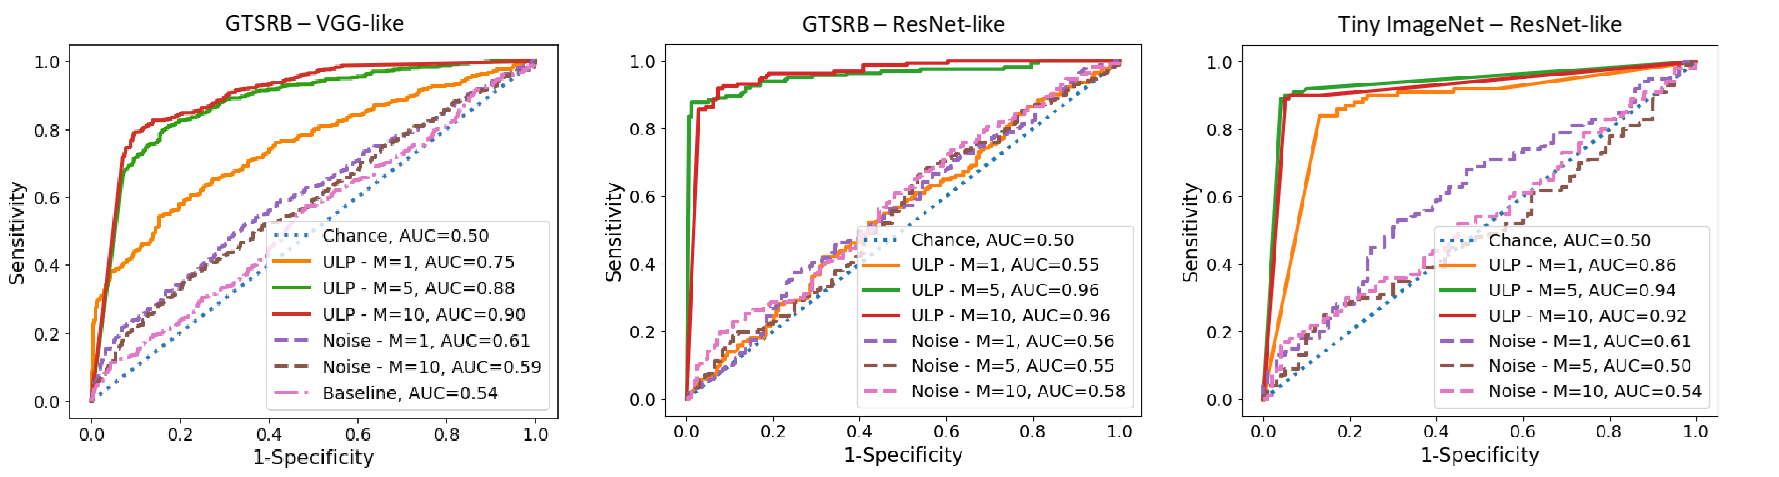 GTSRB – VGG-like
Sensitivity
1.0
0.8
0.6
0.4
0.2
0.0
Chance, AUC=0.50
ULP - M=1, AUC=0.75
ULP - M=5, AUC=0.88
ULP - M=10, AUC=0.90
Noise - M=1, AUC=0.61
Noise - M=10, AUC=0.59
Baseline, AUC=0.54
0.0 0.2 0.4 0.6 0.8 1.0
1-Specificity
GTSRB – ResNet-like
Sensitivity
1.0
0.8
0.6
0.4
0.2
0.0
Chance, AUC=0.50
ULP - M=1, AUC=0.55
ULP - M=5, AUC=0.96
ULP - M=10, AUC=0.96
Noise - M=1, AUC=0.56
Noise - M=5, AUC=0.55
Noise - M=10, AUC=0.58
0.0 0.2 0.4 0.6 0.8 1.0
1-Specificity
Tiny ImageNet – ResNet-like
Sensitivity
1.0
0.8
0.6
0.4
0.2
0.0
Chance, AUC=0.50
ULP - M=1, AUC=0.86
ULP - M=5, AUC=0.94
ULP - M=10, AUC=0.92
Noise - M=1, AUC=0.61
Noise - M=5, AUC=0.50
Noise - M=10, AUC=0.54
0.0 0.2 0.4 0.6 0.8 1.0
1-Specificity